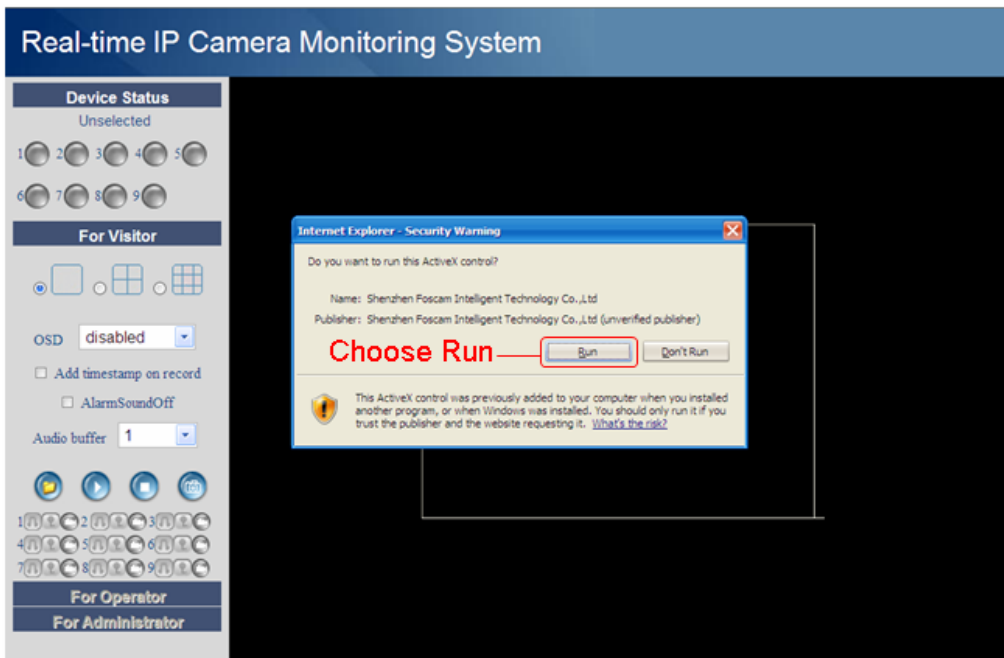 Real-time IP Camera Monitoring System
Device Status
Unselected
1 2 3 4 5
6 7 8 9
For Visitor
OSD disabled
Add timestamp on record
AlarmSoundOff
Audio buffer 1
1 2 3
4 5 6
7 8 9
For Operator
For Administrator
Internet Explorer - Security Warning
Do you want to run this ActiveX control?
Name: Shenzhen Foscam Intelligent Technology Co.,Ltd
Publisher: Shenzhen Foscam Intelligent Technology Co.,Ltd (unverified publisher)
Choose Run Run Don't Run
This ActiveX control was previously added to your computer when you installed
another program, or when Windows was installed. You should only run it if you
trust the publisher and the website requesting it. What's the risk?